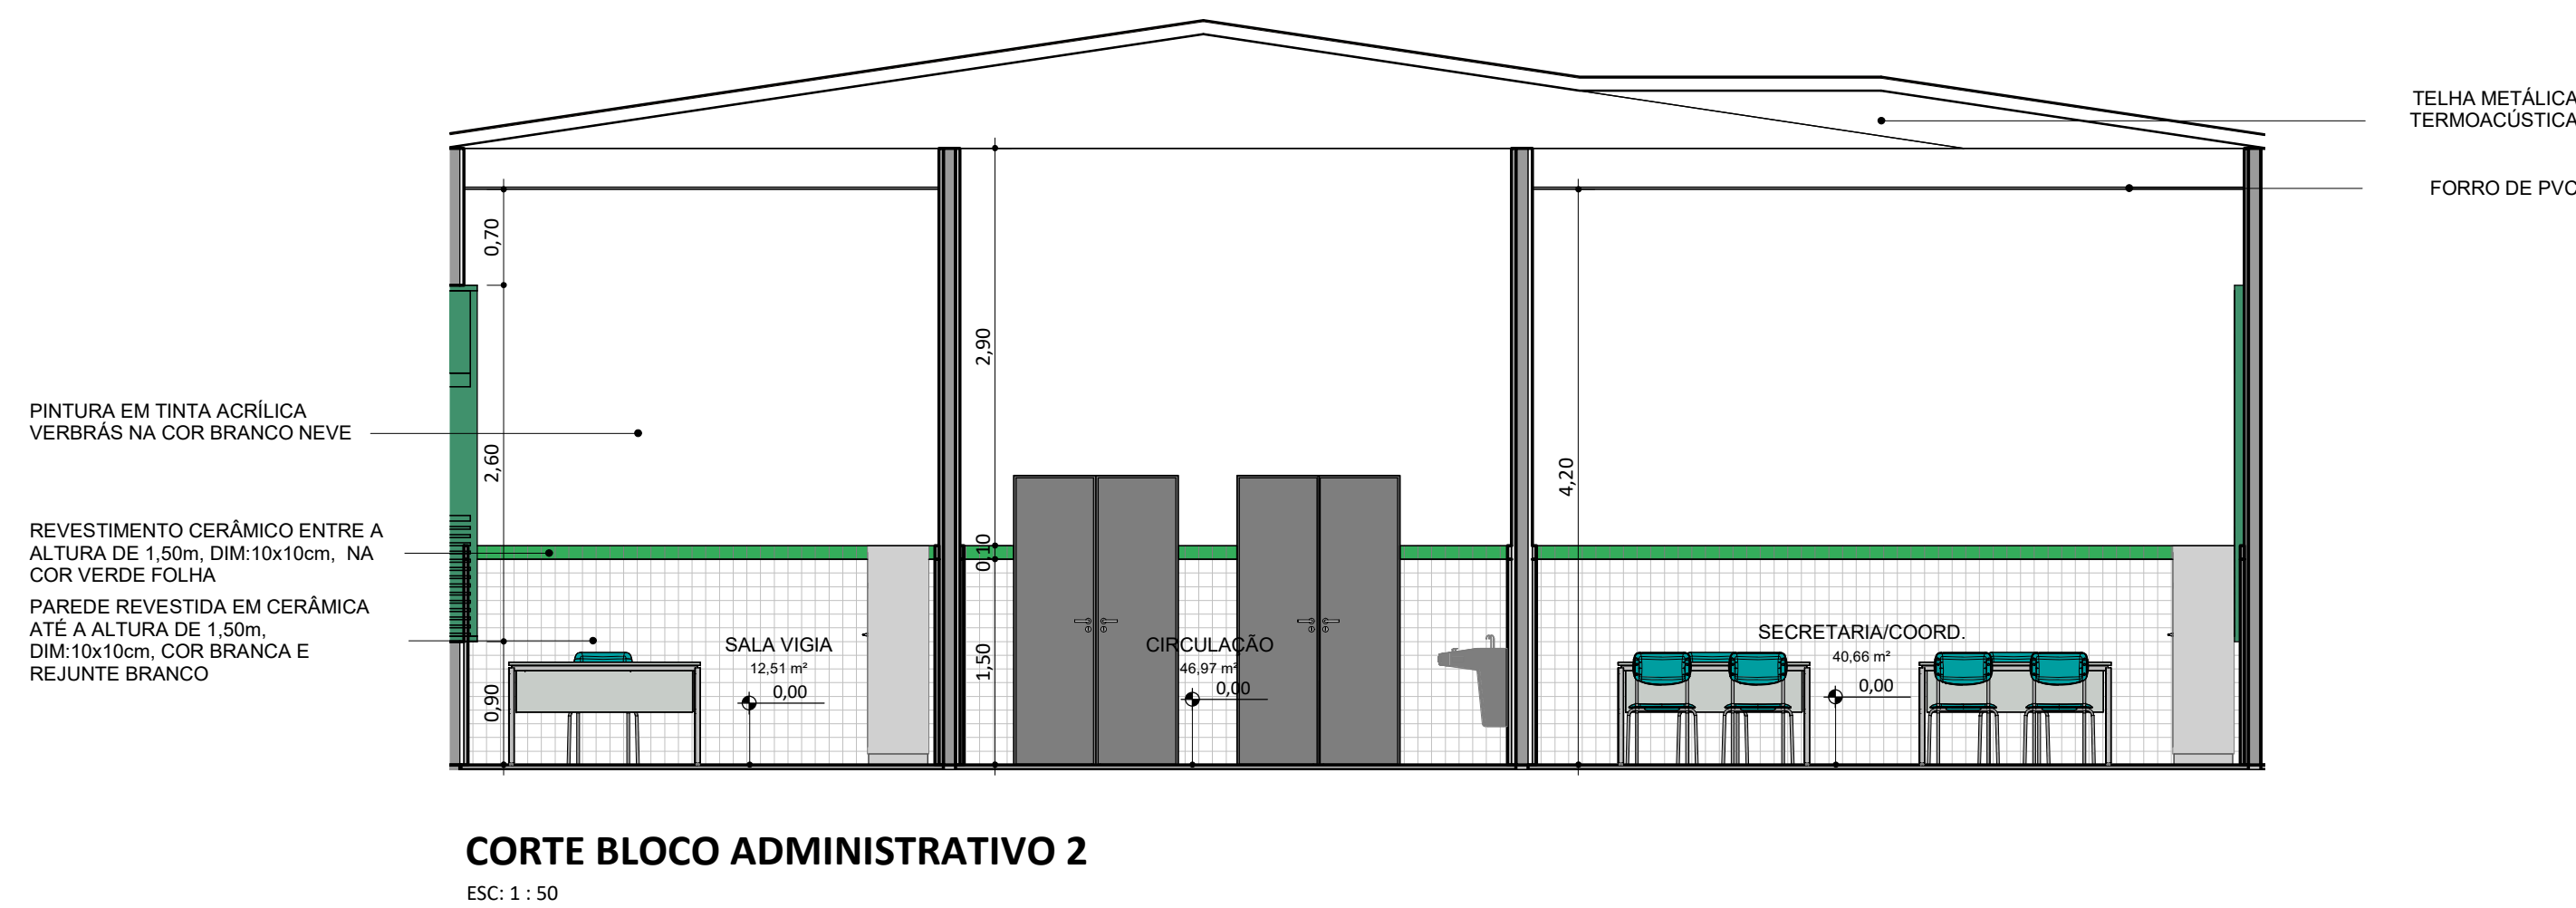 TELHA METÁLICA
TERMOACÚSTICA
FORRO DE PVC
0,70
2,90
PINTURA EM TINTA ACRÍLICA
VERBRÁS NA COR BRANCO NEVE
2,60
4,20
REVESTIMENTO CERÂMICO ENTRE A
ALTURA DE 1,50m, DIM:10x10cm, NA
COR VERDE FOLHA
0,10
PAREDE REVESTIDA EM CERÂMICA
ATÉ A ALTURA DE 1,50m,
DIM:10x10cm, COR BRANCA E
REJUNTE BRANCO
0,90
SALA VIGIA
12,51 m²
0,00
1,50
CIRCULAÇÃO
46,97 m²
0,00
SECRETARIA/COORD.
40,66 m²
0,00
CORTE BLOCO ADMINISTRATIVO 2
ESC: 1 : 50